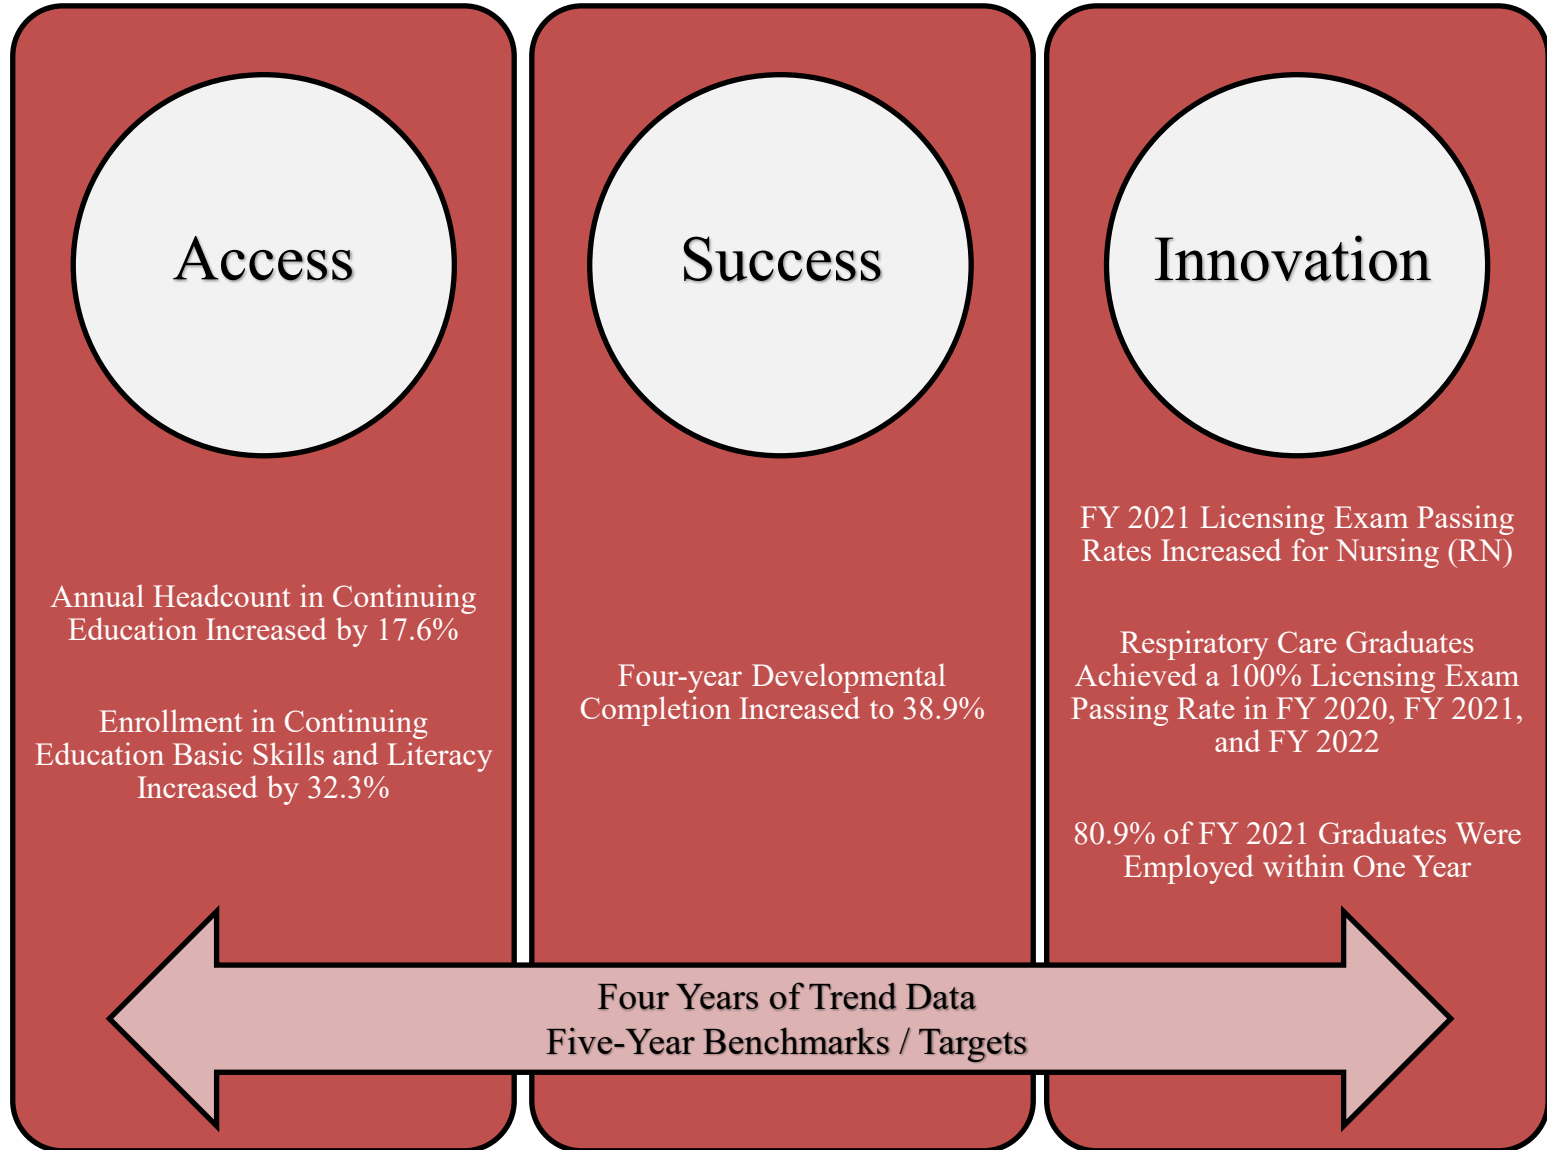 Access
Annual Headcount in Continuing
Education Increased by 17.6%
Enrollment in Continuing
Education Basic Skills and Literacy
Increased by 32.3%
Success
Four-year Developmental
Completion Increased to 38.9%
Innovation
FY 2021 Licensing Exam Passing
Rates Increased for Nursing (RN)
Respiratory Care Graduates
Achieved a 100% Licensing Exam
Passing Rate in FY 2020, FY 2021,
and FY 2022
80.9% of FY 2021 Graduates Were
Employed within One Year
Four Years of Trend Data
Five-Year Benchmarks / Targets